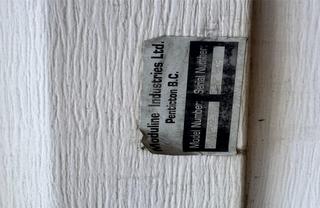 Moduline Industries Ltd.
Penticton B.C.
Model Number: Serial Number: